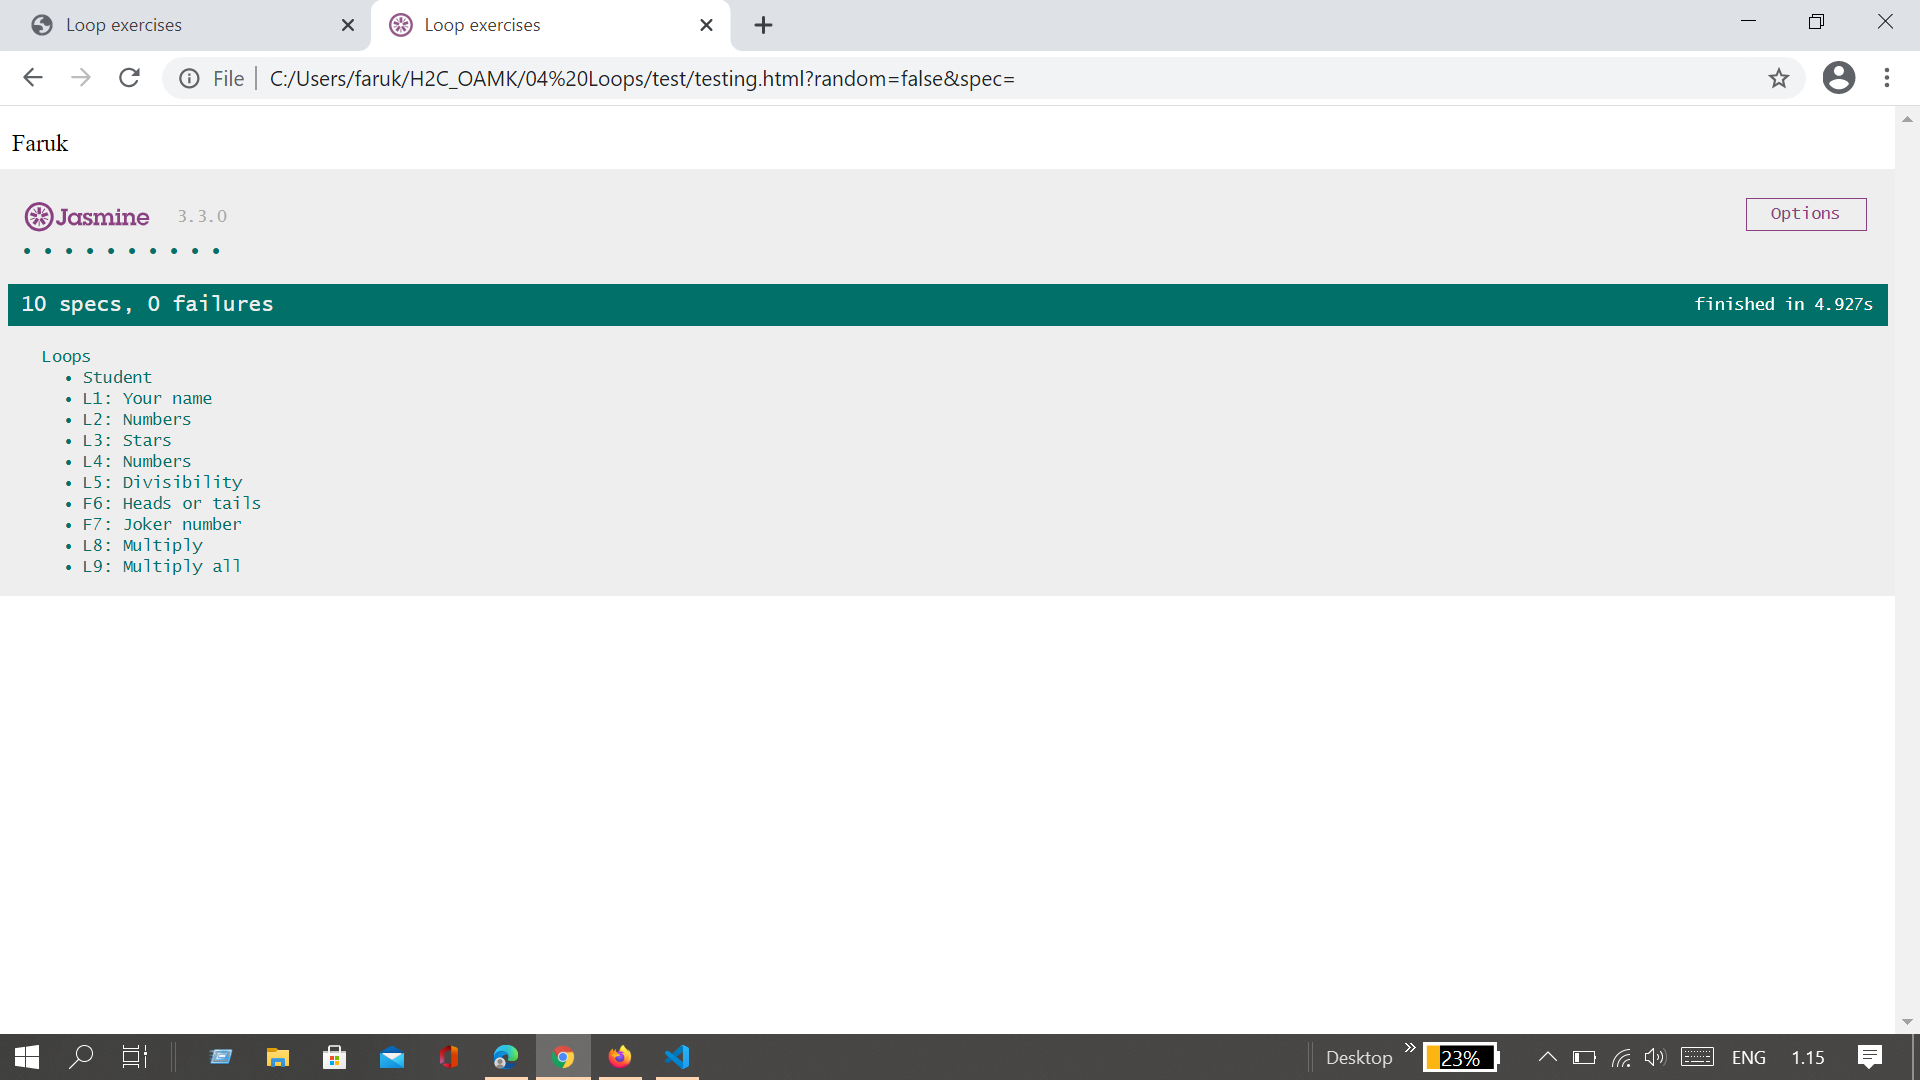 Loop exercises
Loop exercises
File
C:/Users/faruk/H2C_OAMK/04%20Loops/test/testing.html?random=false&spec=
Faruk
Jasmine 3.3.0
Options
10 specs, 0 failures
finished in 4.927s
Loops
• Student
• L1: Your name
• L2: Numbers
• L3: Stars
• L4: Numbers
• L5: Divisibility
• F6: Heads or tails
• F7: Joker number
• L8: Multiply
• L9: Multiply all
Desktop
23%
ENG
1.15